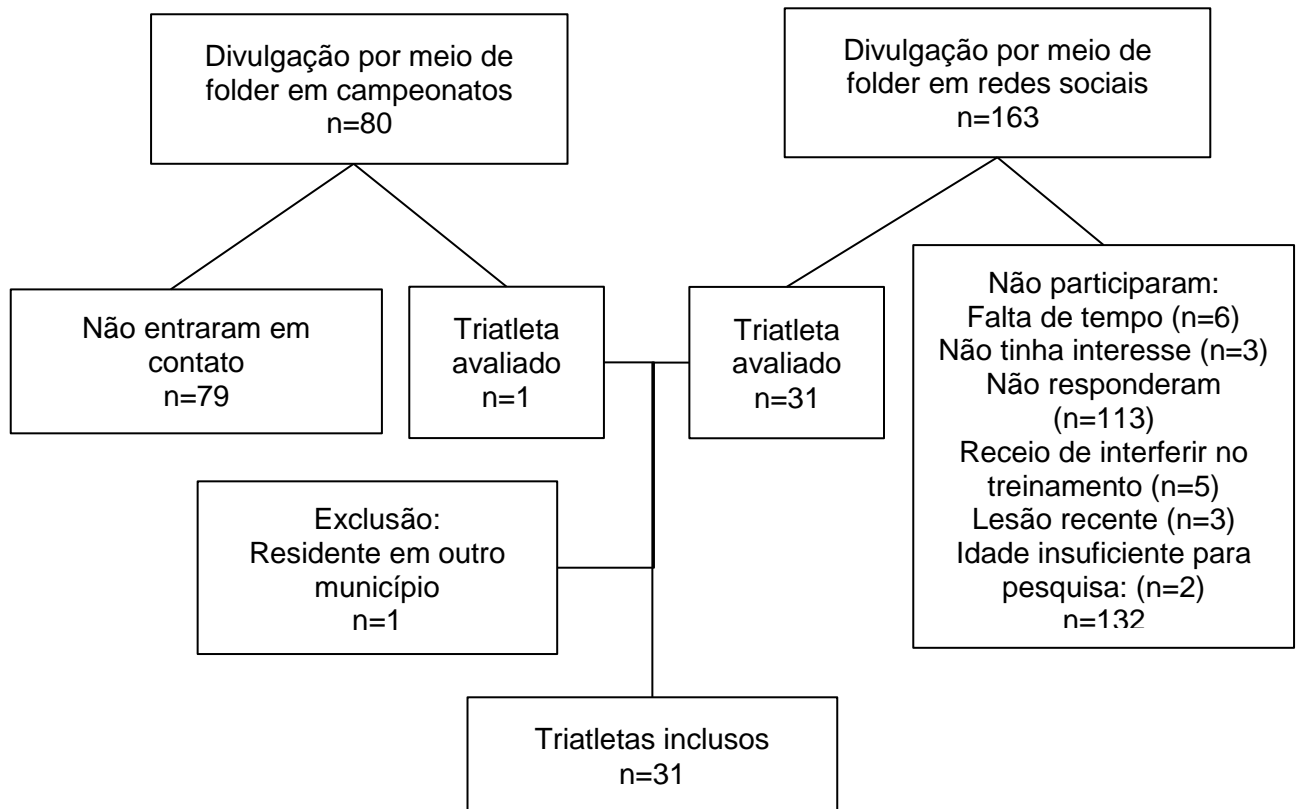 Divulgação por meio de
folder em campeonatos
n=80
Divulgação por meio de
folder em redes sociais
n=163
Não entraram em
contato
n=79
Triatleta
avaliado
n=1
Triatleta
avaliado
n=31
Não participaram:
Falta de tempo (n=6)
Não tinha interesse (n=3)
Não responderam
(n=113)
Receio de interferir no
treinamento (n=5)
Lesão recente (n=3)
Idade insuficiente para
pesquisa: (n=2)
n=132
Exclusão:
Residente em outro
município
n=1
Triatletas inclusos
n=31